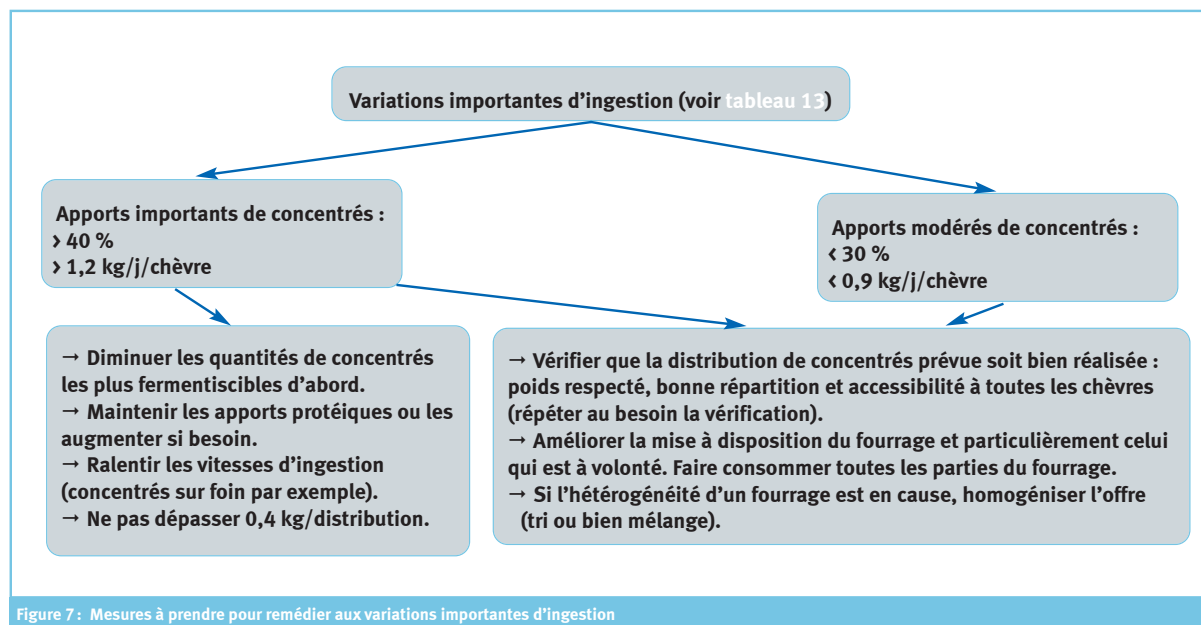 Variations importantes d’ingestion (voir tableau 13)
Apports importants de concentrés :
> 40 %
> 1,2 kg/j/chèvre
Apports modérés de concentrés :
< 30 %
< 0,9 kg/j/chèvre
→ Diminuer les quantités de concentrés
les plus fermentiscibles d’abord.
→ Maintenir les apports protéiques ou les
augmenter si besoin.
→ Ralentir les vitesses d’ingestion
(concentrés sur foin par exemple).
→ Ne pas dépasser 0,4 kg/distribution.
→ Vérifier que la distribution de concentrés prévue soit bien réalisée :
poids respecté, bonne répartition et accessibilité à toutes les chèvres
(répéter au besoin la vérification).
→ Améliorer la mise à disposition du fourrage et particulièrement celui
qui est à volonté. Faire consommer toutes les parties du fourrage.
→ Si l’hétérogénéité d’un fourrage est en cause, homogéniser l’offre
(tri ou bien mélange).
Figure 7 : Mesures à prendre pour remédier aux variations importantes d’ingestion